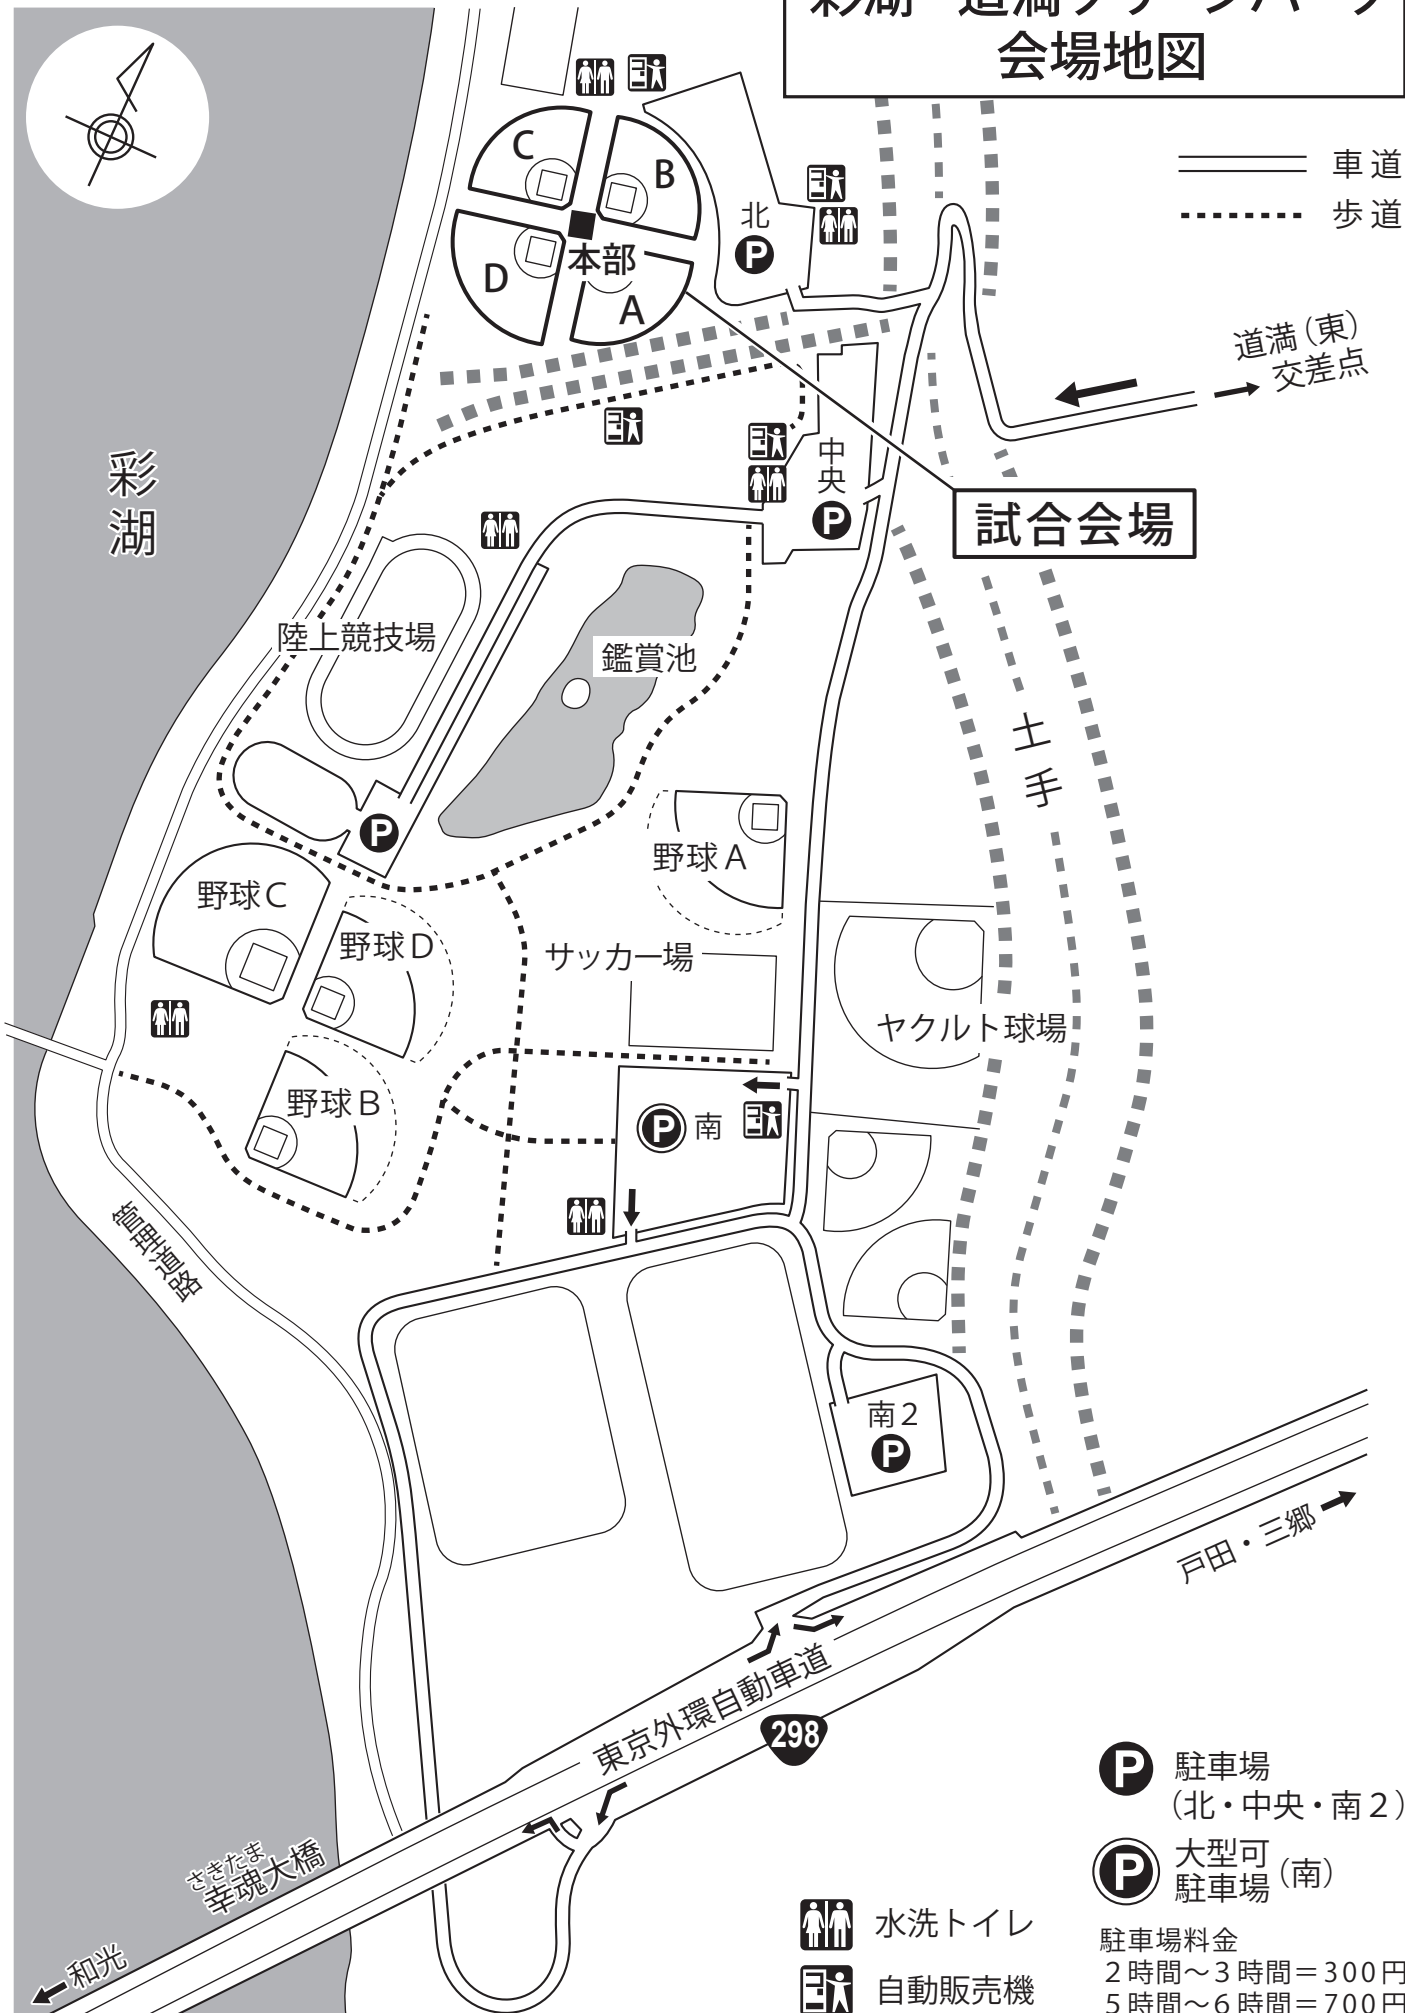 会場地図
車道
歩道
C
B
北
P
本部
D
A
道満（東）
交差点
彩湖
中央
P
試合会場
陸上競技場
鑑賞池
土手
P
野球A
野球C
野球D
サッカー場
ヤクルト球場
野球B
P 南
管理道路
南2
P
戸田・三郷
東京外環自動車道
298
さきたま
幸魂大橋
和光
P 駐車場
（北・中央・南２）
P 大型可
駐車場（南）
水洗トイレ
自動販売機
駐車場料金
２時間～３時間＝300円
５時間～６時間＝700円